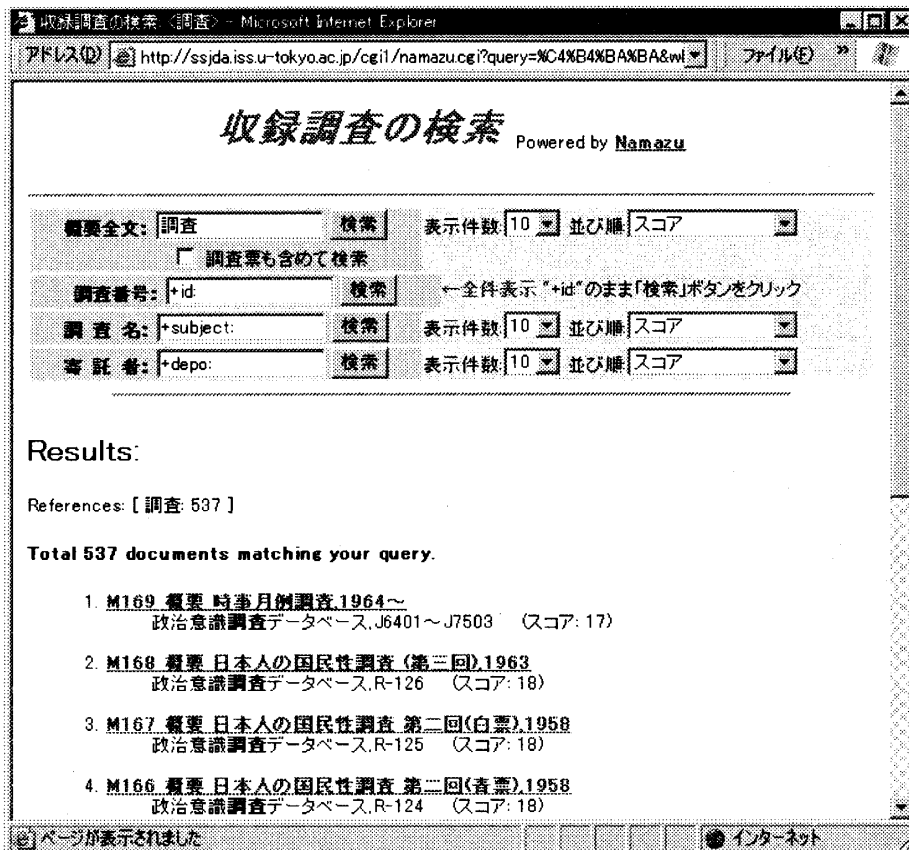 収録調査の検索 〈調査〉 - Microsoft Internet Explorer
アドレス(D) http://ssjda.iss.u-tokyo.ac.jp/cgi1/namazu.cgi?query=%C4%B4%BA%BA&wl ファイル(F) »
収録調査の検索 Powered by Namazu
概要全文: 調査 検索 表示件数: 10 並び順: スコア
調査票も含めて検索
調査番号: +id: 検索 ←全件表示 "+id:"のまま「検索」ボタンをクリック
調 査 名: +subject: 検索 表示件数: 10 並び順: スコア
寄 託 者: +depo: 検索 表示件数: 10 並び順: スコア
Results:
References: [ 調査: 537 ]
Total 537 documents matching your query.
1. M169 概要 時事月例調査,1964～
政治意識調査データベース,J6401～J7503 (スコア: 17)
2. M168 概要 日本人の国民性調査 (第三回),1963
政治意識調査データベース,R-126 (スコア: 18)
3. M167 概要 日本人の国民性調査 第二回(白票),1958
政治意識調査データベース,R-125 (スコア: 18)
4. M166 概要 日本人の国民性調査 第二回(青票),1958
政治意識調査データベース,R-124 (スコア: 18)
ページが表示されました インターネット